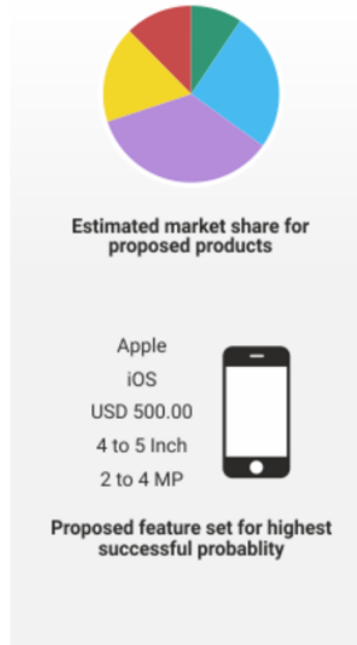 Estimated market share for
proposed products
Apple
iOS
USD 500.00
4 to 5 Inch
2 to 4 MP
Proposed feature set for highest
successful probablity